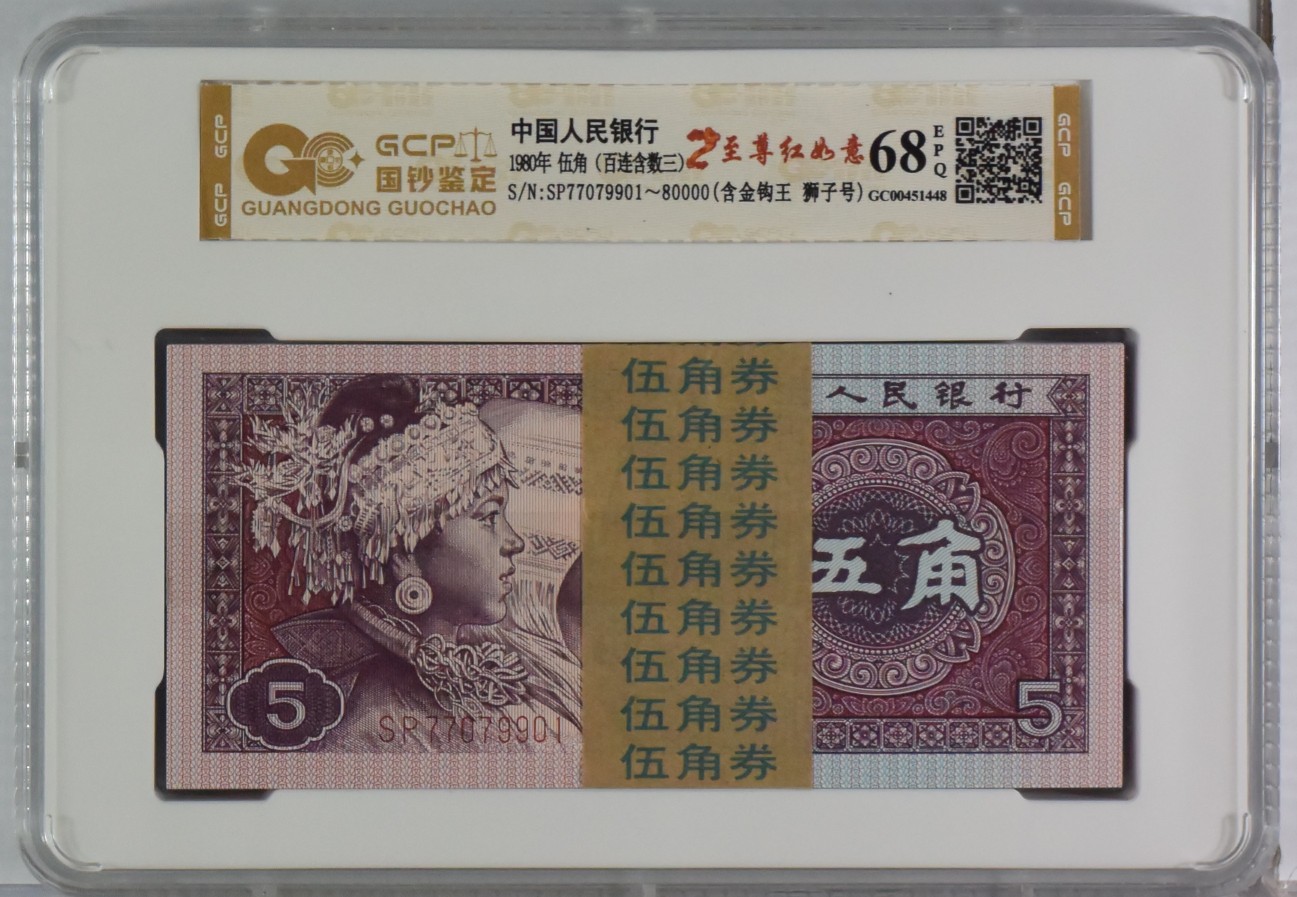 GCP
GCP
GCP
国钞鉴定
GUANGDONG GUOCHAO
中国人民银行
1980年 伍角（百连含数三）
至尊红如意
68
EPQ
S/N:SP77079901～80000(含金钩王 狮子号)
GC00451448
GCP
GCP
人民银行
伍角券
伍角券
伍角券
伍角券
伍角券
伍角券
伍角券
伍角券
伍角券
五角
5
SP77079901
5